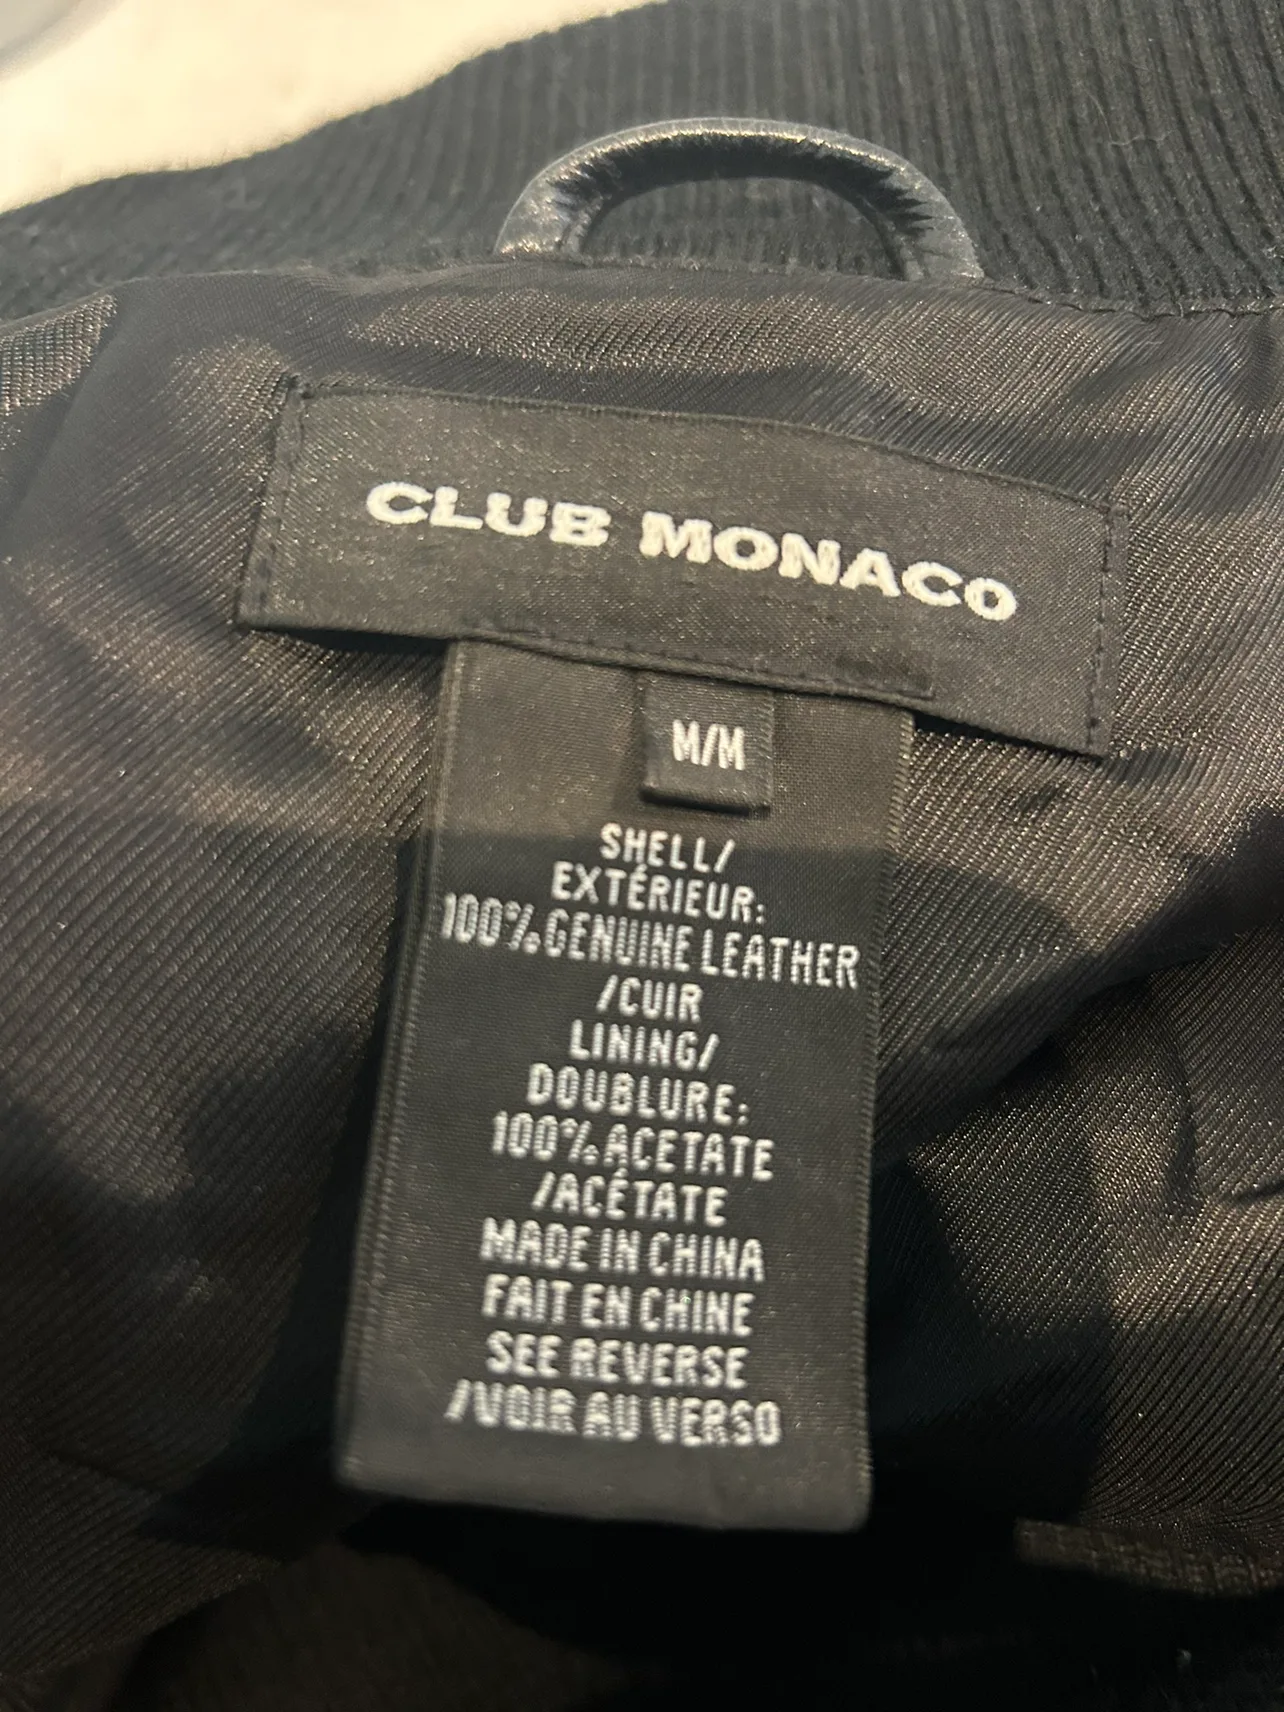 CLUB MONACO
M/M
SHELL/
EXTÉRIEUR:
100% GENUINE LEATHER
/CUIR
LINING/
DOUBLURE:
100% ACETATE
/ACÉTATE
MADE IN CHINA
FAIT EN CHINE
SEE REVERSE
/VOIR AU VERSO